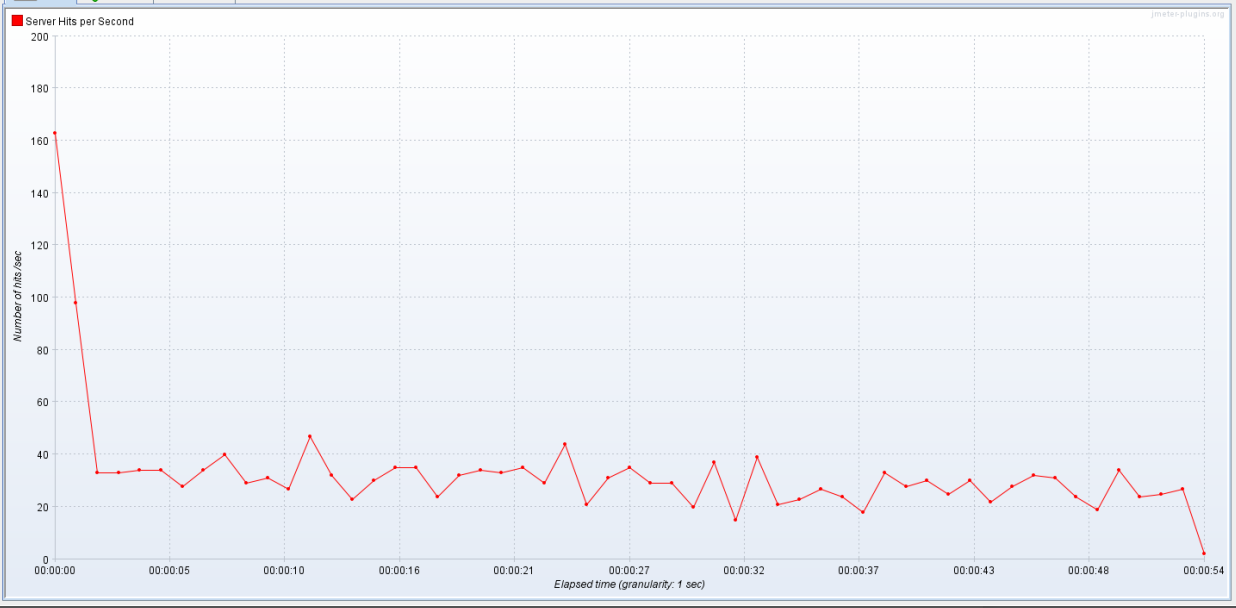 jmeter-plugins.org
Server Hits per Second
200
180
160
140
120
100
80
60
40
20
0
Number of hits /sec
00:00:00 00:00:05 00:00:10 00:00:16 00:00:21 00:00:27 00:00:32 00:00:37 00:00:43 00:00:48 00:00:54
Elapsed time (granularity: 1 sec)